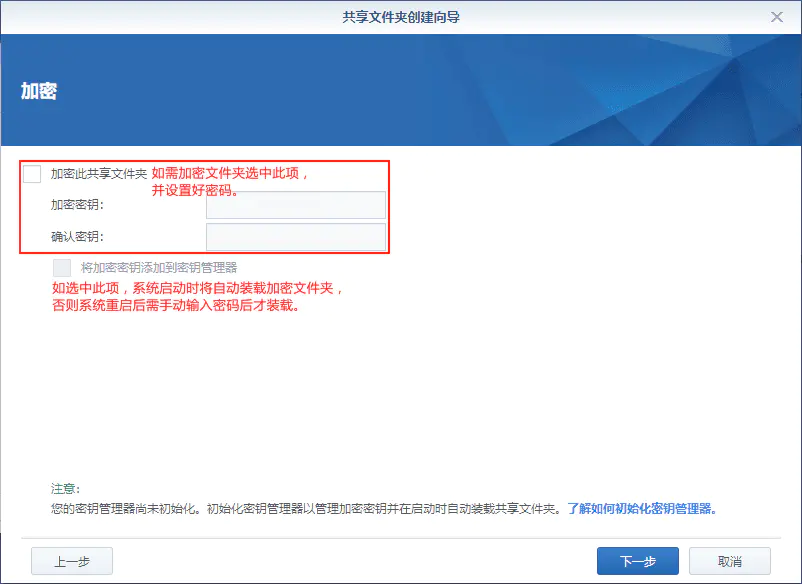 共享文件夹创建向导
加密
加密此共享文件夹 如需加密文件夹选中此项，
并设置好密码。
加密密钥：
确认密钥：
将加密密钥添加到密钥管理器
如选中此项，系统启动时将自动装载加密文件夹，
否则系统重启后需手动输入密码后才装载。
注意：
您的密钥管理器尚未初始化。初始化密钥管理器以管理加密密钥并在启动时自动装载共享文件夹。了解如何初始化密钥管理器。
上一步 下一步 取消